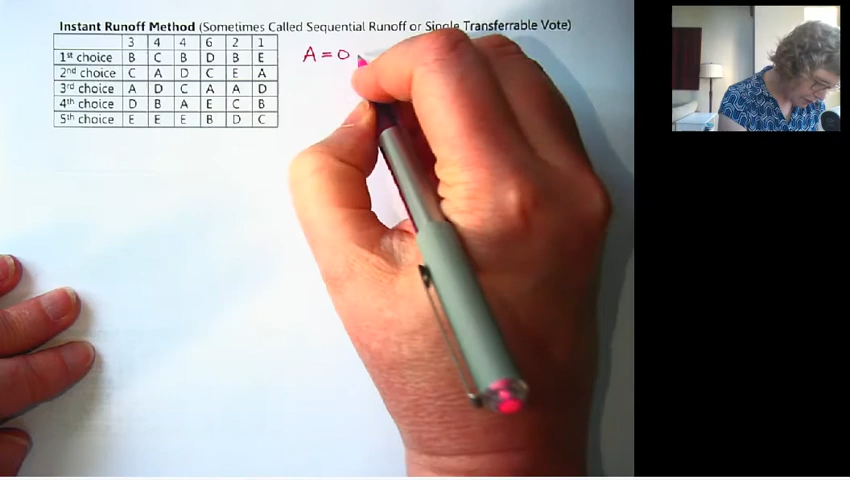 Instant Runoff Method (Sometimes Called Sequential Runoff or Single Transferrable Vote)
3 4 4 6 2 1
1st choice B C B D B E
2nd choice C A D C E A
3rd choice A D C A A D
4th choice D B A E C B
5th choice E E E B D C
A = 0